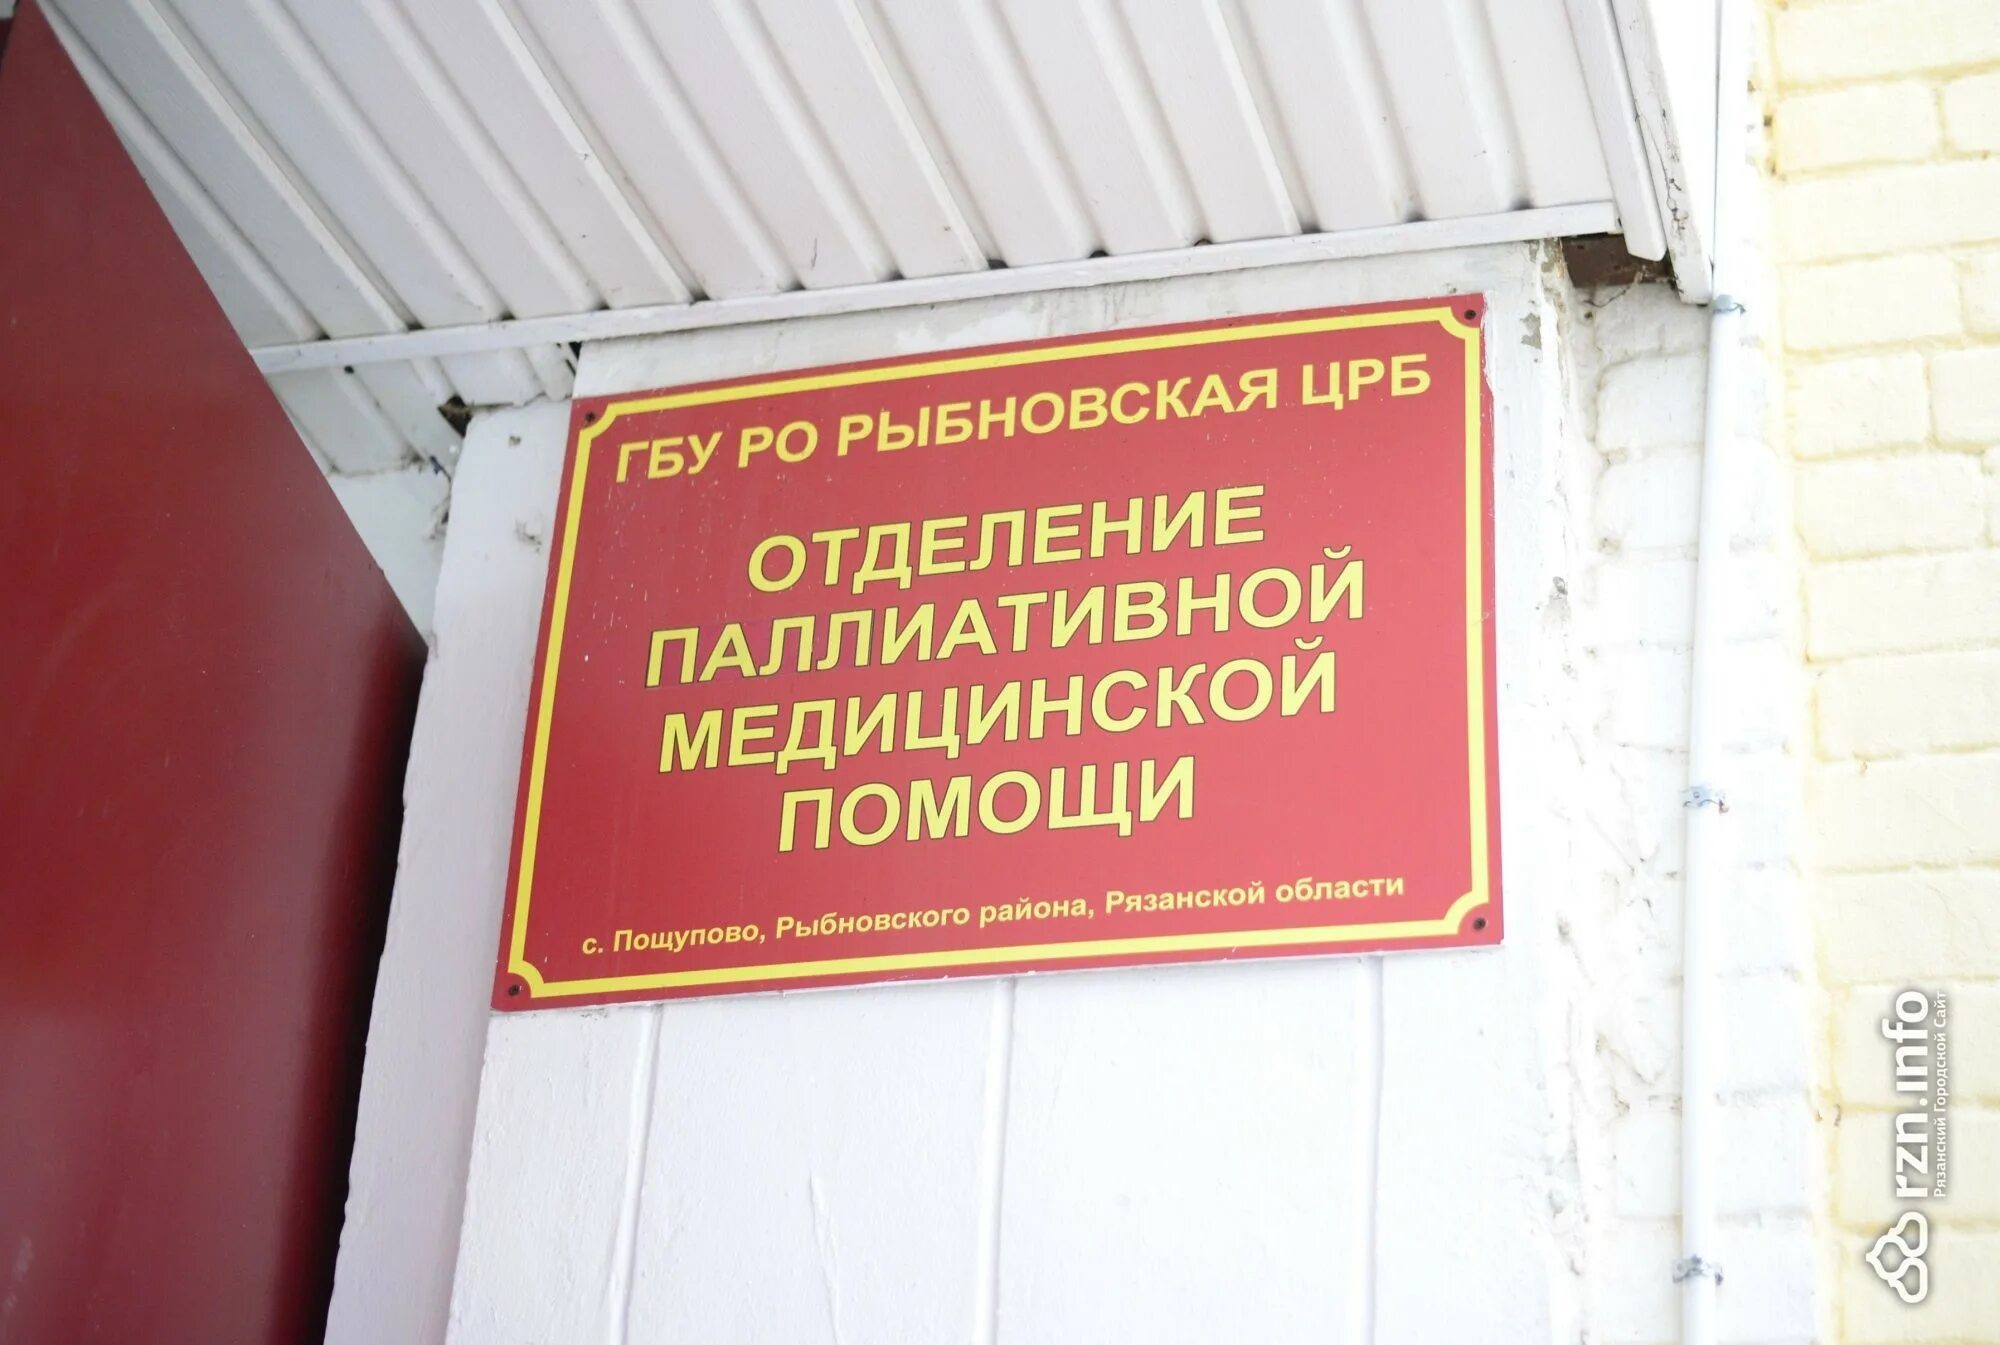 ГБУ РО РЫБНОВСКАЯ ЦРБ
ОТДЕЛЕНИЕ
ПАЛЛИАТИВНОЙ
МЕДИЦИНСКОЙ
ПОМОЩИ
с. Пощупово, Рыбновского района, Рязанской области
rzn.info
Рязанский Городской Сайт